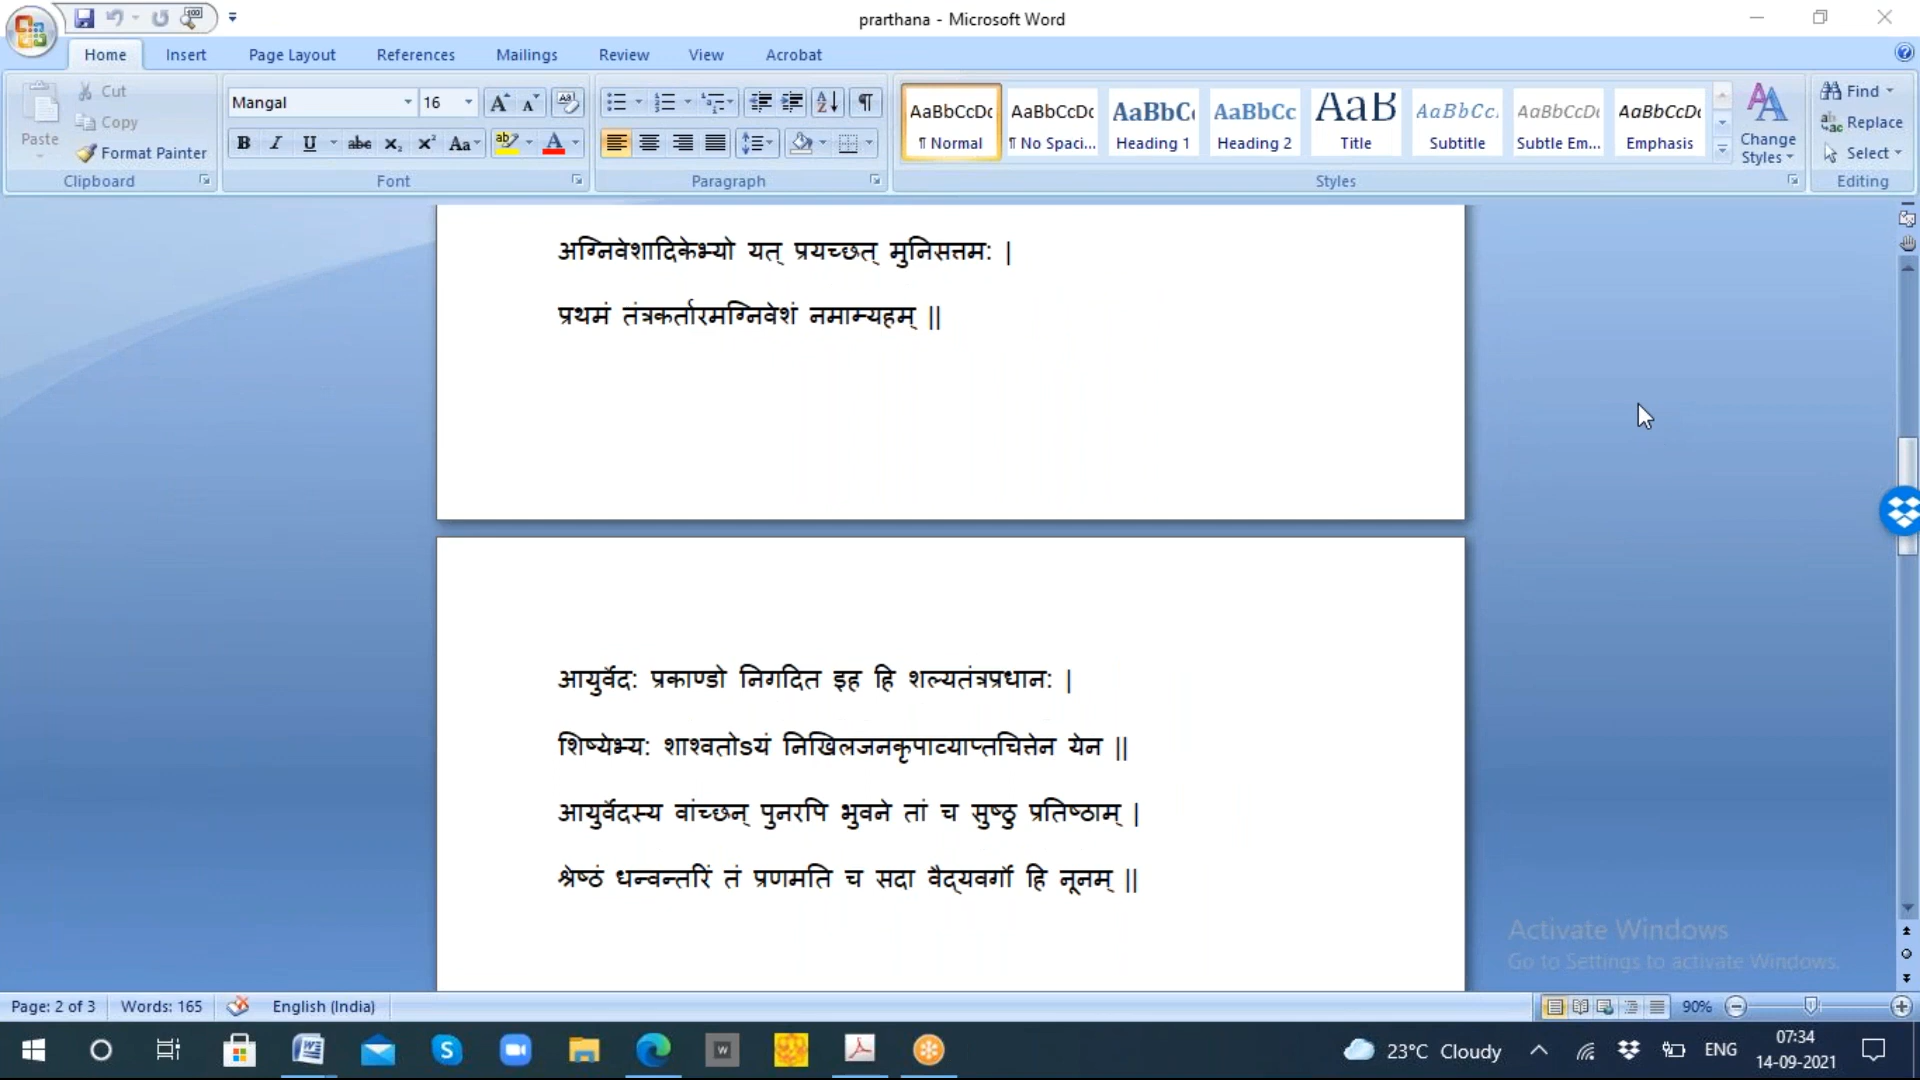 prarthana - Microsoft Word
Home Insert Page Layout References Mailings Review View Acrobat
Paste Cut Copy Format Painter Clipboard
Mangal 16 Font
Paragraph
AaBbCcDc ¶ Normal
AaBbCcDc ¶ No Spaci...
AaBbC Heading 1
AaBbCc Heading 2
AaB Title
AaBbCc. Subtitle
AaBbCcDc Subtle Em...
AaBbCcDc Emphasis
Change Styles
Styles
Find
Replace
Select
Editing
अग्निवेशादिकेभ्यो यत् प्रयच्छत् मुनिसत्तम: |
प्रथमं तंत्रकर्तारमग्निवेशं नमाम्यहम् ||
आयुर्वेद: प्रकाण्डो निगदित इह हि शल्यतंत्रप्रधान: |
शिष्येभ्य: शाश्वतोऽयं निखिलजनकृपाव्याप्तचित्तेन येन ||
आयुर्वेदस्य वांच्छन् पुनरपि भुवने तां च सुष्ठु प्रतिष्ठाम् |
श्रेष्ठं धन्वन्तरिं तं प्रणमति च सदा वैद्यवर्गो हि नूनम् ||
Activate Windows
Go to Settings to activate Windows.
Page: 2 of 3 Words: 165 English (India) 90%
23°C Cloudy ENG 07:34
14-09-2021